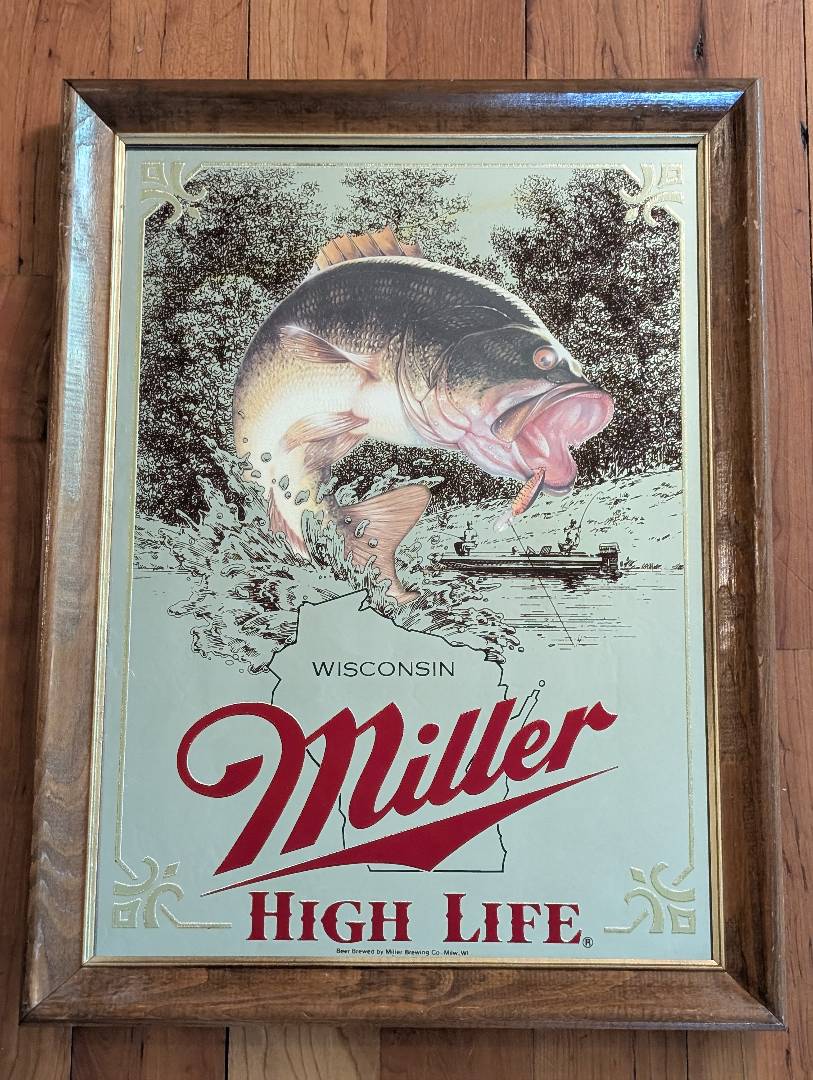 WISCONSIN
Miller
HIGH LIFE®
Beer Brewed by Miller Brewing Co. Milw, WI